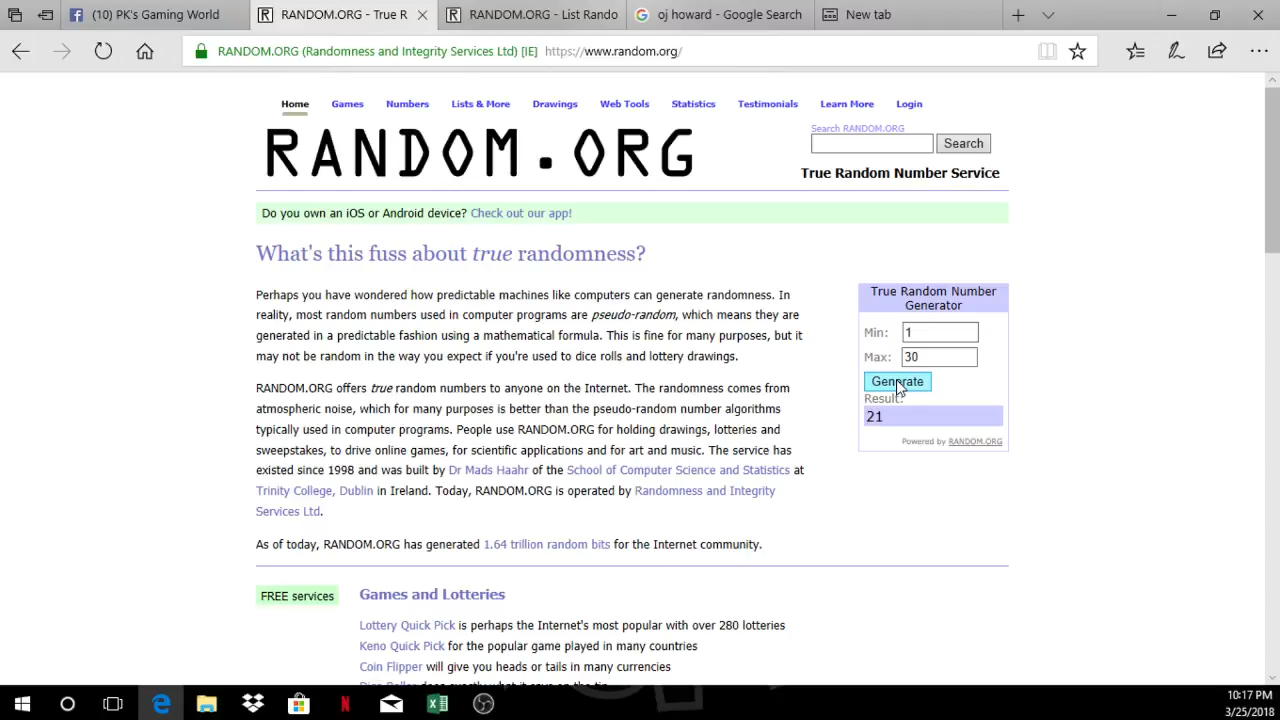 (10) PK's Gaming World
RANDOM.ORG - True R
RANDOM.ORG - List Rando
oj howard - Google Search
New tab
RANDOM.ORG (Randomness and Integrity Services Ltd) [IE] https://www.random.org/
Home Games Numbers Lists & More Drawings Web Tools Statistics Testimonials Learn More Login
RANDOM.ORG
Search RANDOM.ORG
Search
True Random Number Service
Do you own an iOS or Android device? Check out our app!
What's this fuss about true randomness?
Perhaps you have wondered how predictable machines like computers can generate randomness. In
reality, most random numbers used in computer programs are pseudo-random, which means they are
generated in a predictable fashion using a mathematical formula. This is fine for many purposes, but it
may not be random in the way you expect if you're used to dice rolls and lottery drawings.
RANDOM.ORG offers true random numbers to anyone on the Internet. The randomness comes from
atmospheric noise, which for many purposes is better than the pseudo-random number algorithms
typically used in computer programs. People use RANDOM.ORG for holding drawings, lotteries and
sweepstakes, to drive online games, for scientific applications and for art and music. The service has
existed since 1998 and was built by Dr Mads Haahr of the School of Computer Science and Statistics at
Trinity College, Dublin in Ireland. Today, RANDOM.ORG is operated by Randomness and Integrity
Services Ltd.
As of today, RANDOM.ORG has generated 1.64 trillion random bits for the Internet community.
True Random Number
Generator
Min: 1
Max: 30
Generate
Result:
21
Powered by RANDOM.ORG
FREE services
Games and Lotteries
Lottery Quick Pick is perhaps the Internet's most popular with over 280 lotteries
Keno Quick Pick for the popular game played in many countries
Coin Flipper will give you heads or tails in many currencies
10:17 PM
3/25/2018